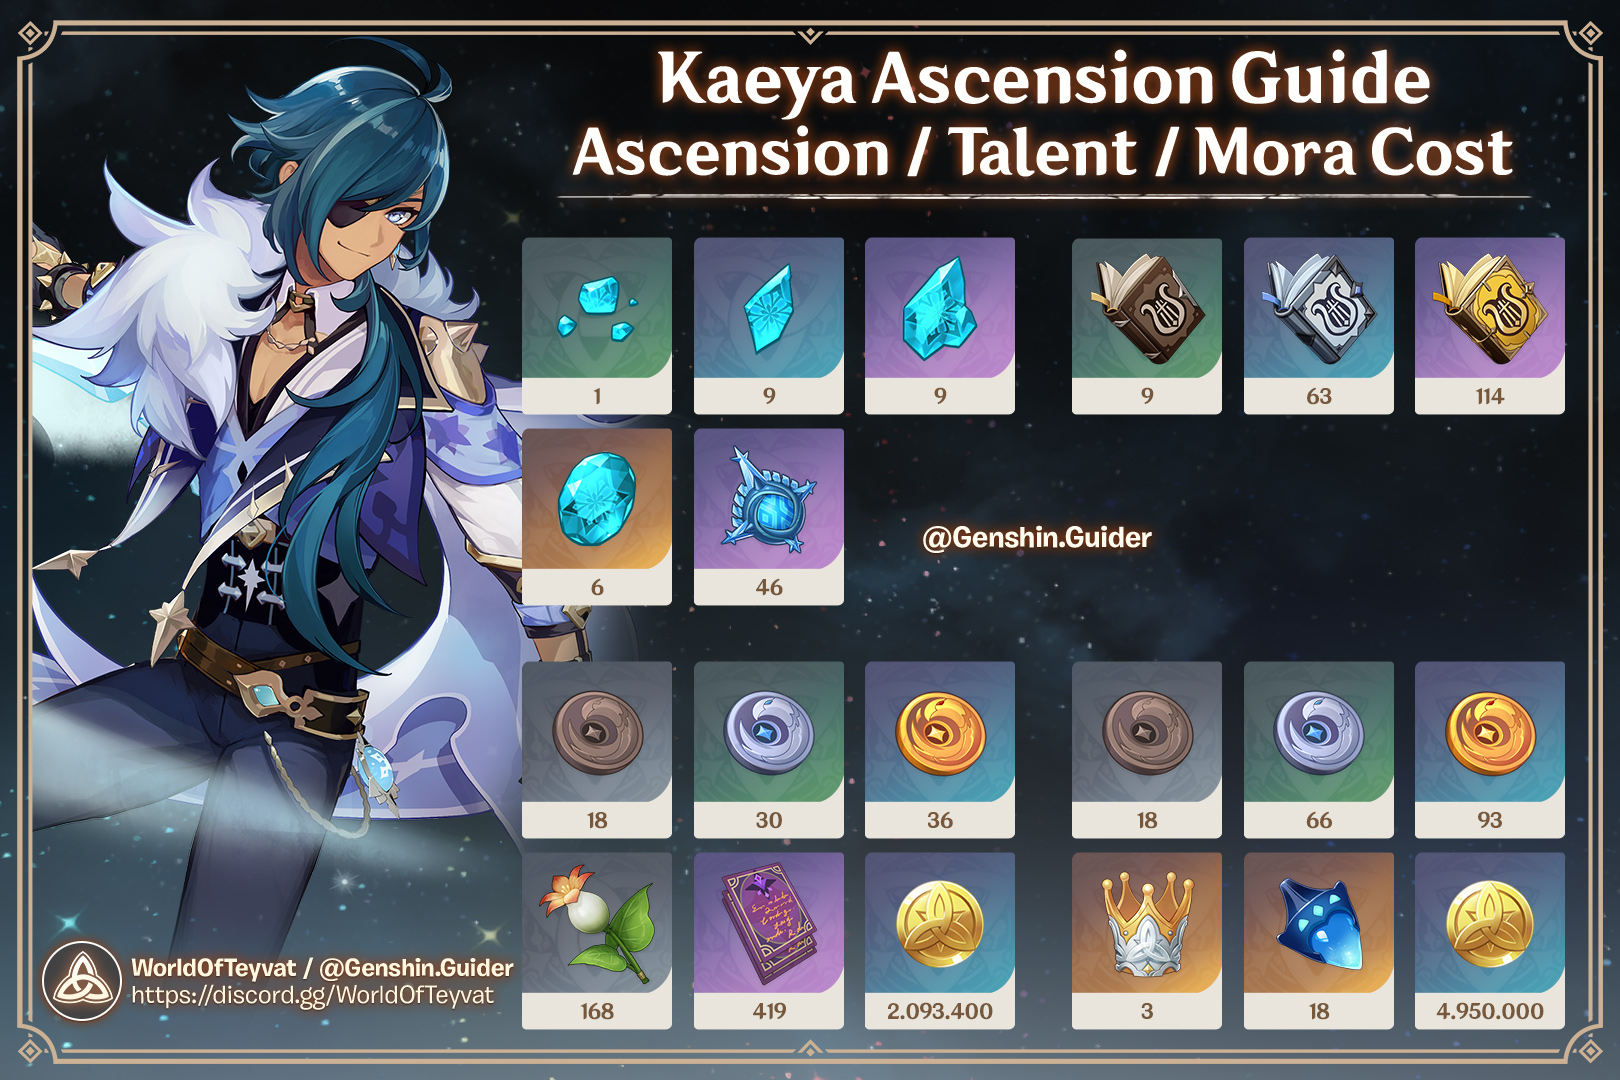 Kaeya Ascension Guide
Ascension / Talent / Mora Cost
1 9 9 9 63 114
6 46
@Genshin.Guider
18 30 36 18 66 93
168 419 2.093.400 3 18 4.950.000
WorldOfTeyvat / @Genshin.Guider
https://discord.gg/WorldOfTeyvat